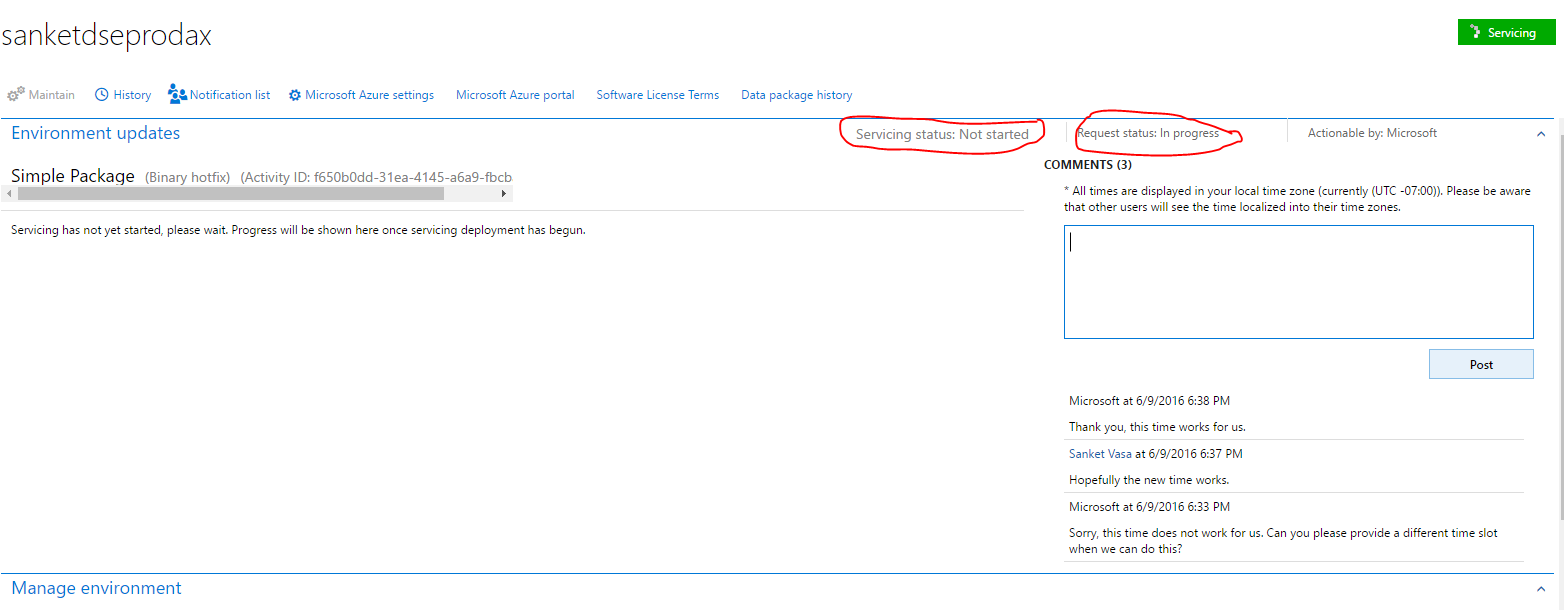 sanketdseprodax
Servicing
Maintain
History
Notification list
Microsoft Azure settings
Microsoft Azure portal
Software License Terms
Data package history
Environment updates
Servicing status: Not started
Request status: In progress
Actionable by: Microsoft
Simple Package (Binary hotfix) (Activity ID: f650b0dd-31ea-4145-a6a9-fbcb
Servicing has not yet started, please wait. Progress will be shown here once servicing deployment has begun.
COMMENTS (3)
* All times are displayed in your local time zone (currently (UTC -07:00)). Please be aware
that other users will see the time localized into their time zones.
Post
Microsoft at 6/9/2016 6:38 PM
Thank you, this time works for us.
Sanket Vasa at 6/9/2016 6:37 PM
Hopefully the new time works.
Microsoft at 6/9/2016 6:33 PM
Sorry, this time does not work for us. Can you please provide a different time slot
when we can do this?
Manage environment